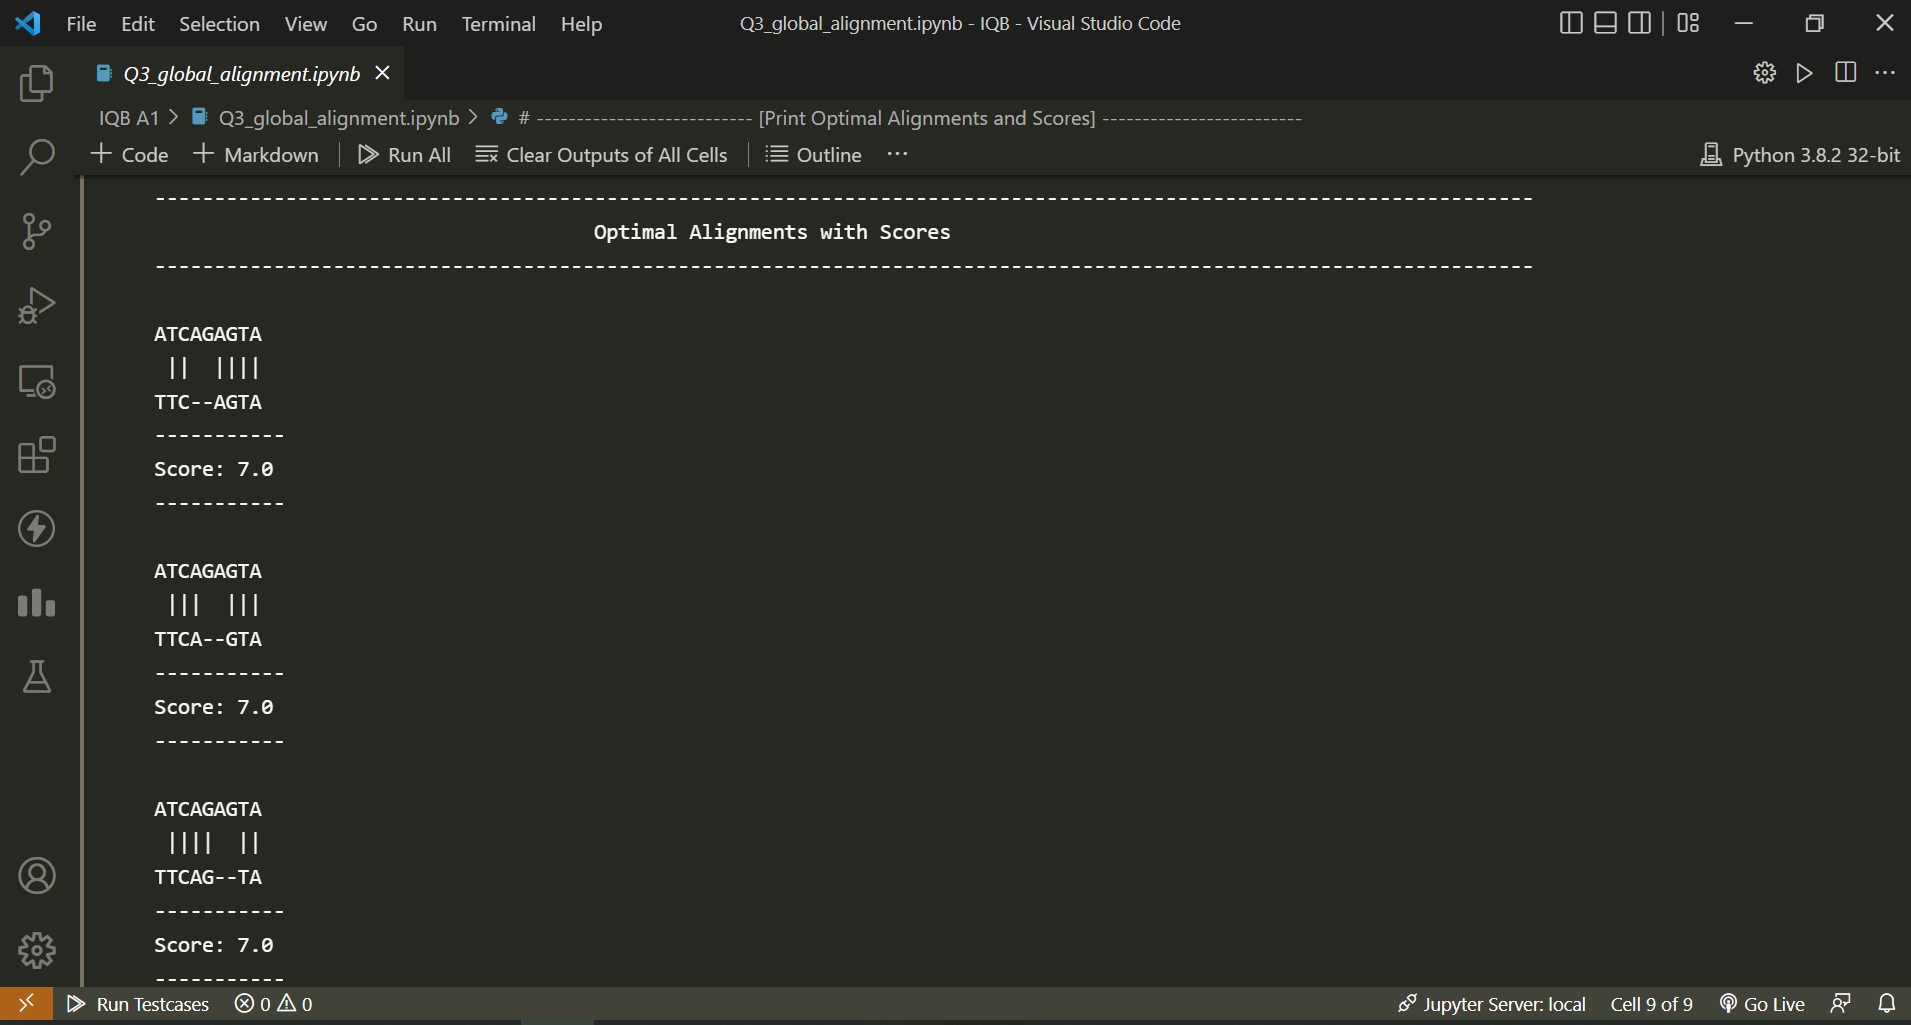 File Edit Selection View Go Run Terminal Help Q3_global_alignment.ipynb - IQB - Visual Studio Code
Q3_global_alignment.ipynb
IQB A1 > Q3_global_alignment.ipynb > # --------------------------- [Print Optimal Alignments and Scores] -------------------------
+ Code + Markdown Run All Clear Outputs of All Cells Outline ... Python 3.8.2 32-bit
--------------------------------------------------------------------------------------------------------------------
Optimal Alignments with Scores
--------------------------------------------------------------------------------------------------------------------
ATCAGAGTA
 ||  ||||
TTC--AGTA
-----------
Score: 7.0
-----------
ATCAGAGTA
 |||  |||
TTCA--GTA
-----------
Score: 7.0
-----------
ATCAGAGTA
 ||||  ||
TTCAG--TA
-----------
Score: 7.0
-----------
Run Testcases 0 0 Jupyter Server: local Cell 9 of 9 Go Live